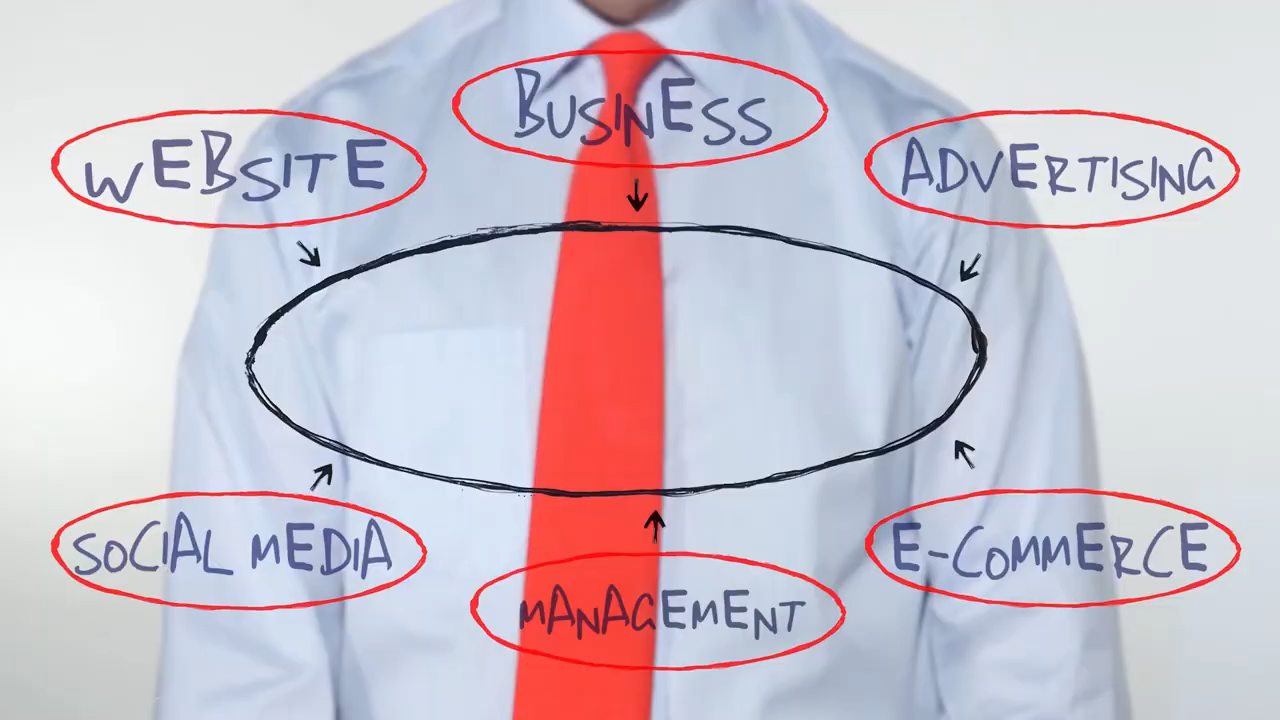 BUSINESS
WEBSITE
ADVERTISING
SOCIAL MEDIA
E-COMMERCE
MANAGEMENT